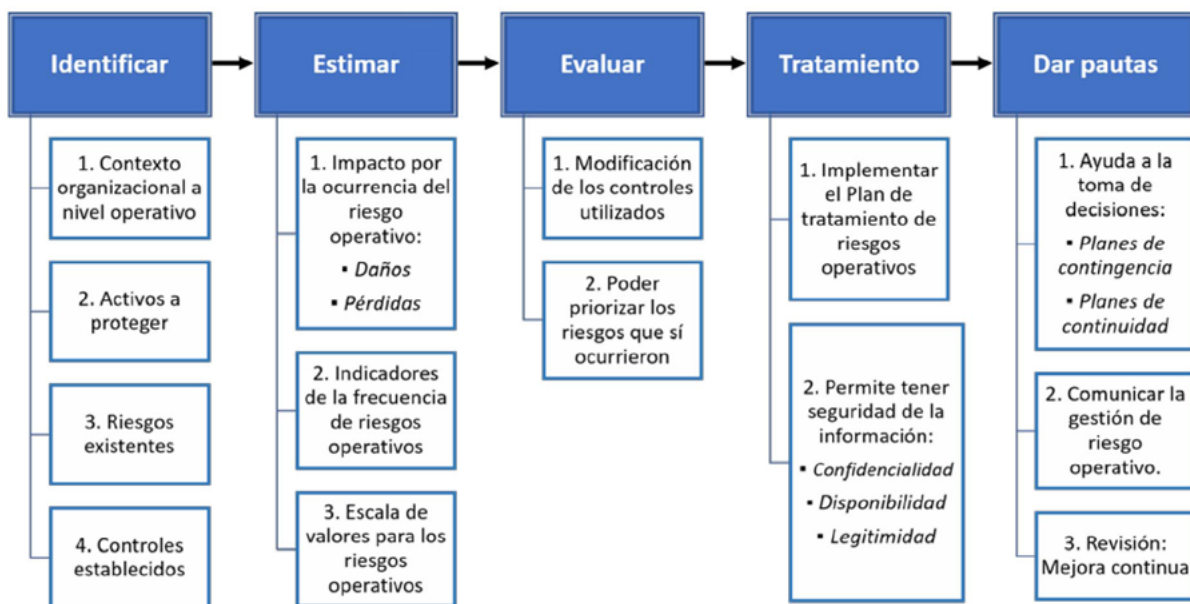 Identificar
Estimar
Evaluar
Tratamiento
Dar pautas
1. Contexto
organizacional a
nivel operativo
2. Activos a
proteger
3. Riesgos
existentes
4. Controles
establecidos
1. Impacto por
la ocurrencia del
riesgo
operativo:
▪ Daños
▪ Pérdidas
2. Indicadores
de la frecuencia
de riesgos
operativos
3. Escala de
valores para los
riesgos
operativos
1. Modificación
de los controles
utilizados
2. Poder
priorizar los
riesgos que sí
ocurrieron
1. Implementar
el Plan de
tratamiento de
riesgos
operativos
2. Permite tener
seguridad de la
información:
▪ Confidencialidad
▪ Disponibilidad
▪ Legitimidad
1. Ayuda a la
toma de
decisiones:
▪ Planes de
contingencia
▪ Planes de
continuidad
2. Comunicar la
gestión de
riesgo
operativo.
3. Revisión:
Mejora continua